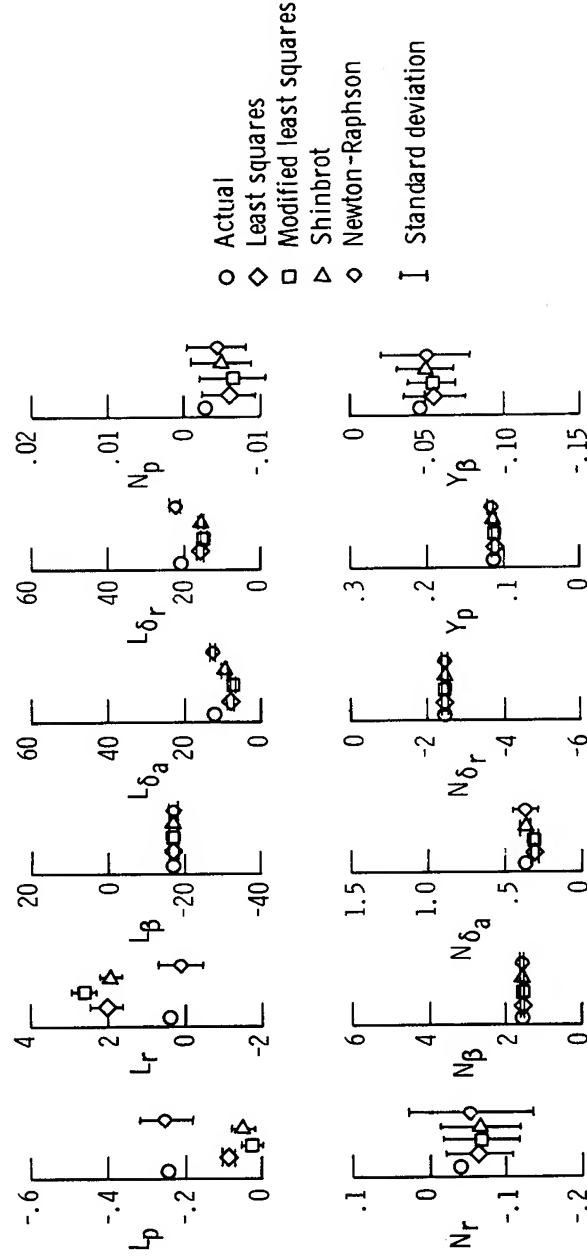 -.6
-.4
-.2
0
L_p
4
2
0
-2
L_r
20
0
-20
-40
L_β
60
40
20
0
L_δa
60
40
20
0
L_δr
.02
.01
0
-.01
N_p
.1
0
-.1
-.2
N_r
6
4
2
0
N_β
1.5
1.0
.5
0
N_δa
0
-2
-4
-6
N_δr
.3
.2
.1
0
Y_p
0
-.05
-.10
-.15
Y_β
Actual
Least squares
Modified least squares
Shinbrot
Newton-Raphson
Standard deviation